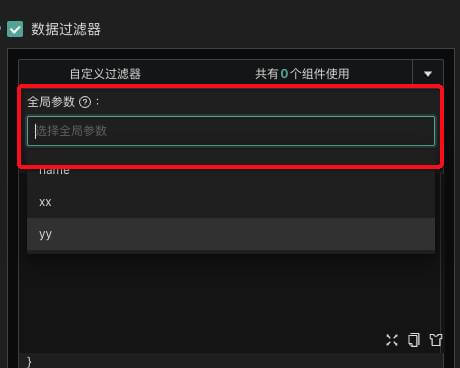 数据过滤器
自定义过滤器 共有0个组件使用
全局参数 ? :
选择全局参数
name
xx
yy
}